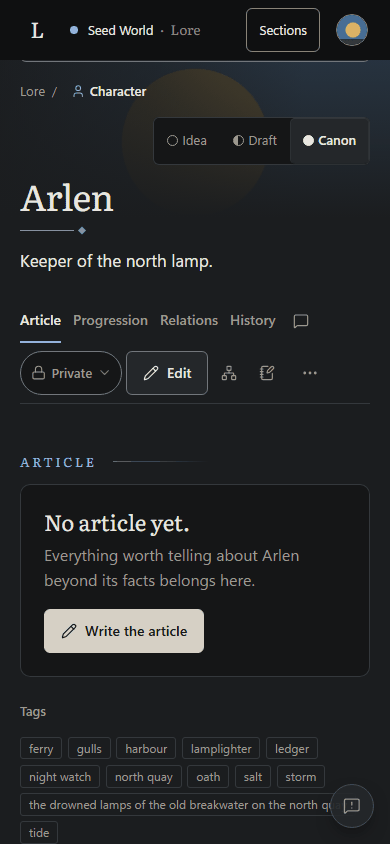 L Seed World · Lore Sections
Lore / Character
Idea Draft Canon
Arlen
Keeper of the north lamp.
Article Progression Relations History
Private Edit
ARTICLE
No article yet.
Everything worth telling about Arlen
beyond its facts belongs here.
Write the article
Tags
ferry gulls harbour lamplighter ledger
night watch north quay oath salt storm
the drowned lamps of the old breakwater on the north
tide